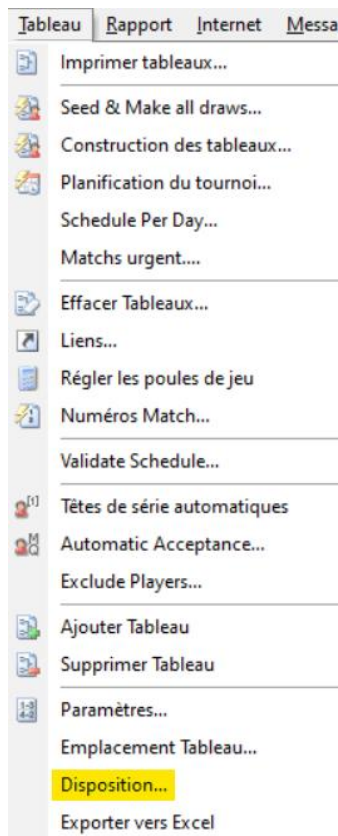 Tableau Rapport Internet Messa
Imprimer tableaux...
Seed & Make all draws...
Construction des tableaux...
Planification du tournoi...
Schedule Per Day...
Matchs urgent....
Effacer Tableaux...
Liens...
Régler les poules de jeu
Numéros Match...
Validate Schedule...
Têtes de série automatiques
Automatic Acceptance...
Exclude Players...
Ajouter Tableau
Supprimer Tableau
Paramètres...
Emplacement Tableau...
Disposition...
Exporter vers Excel